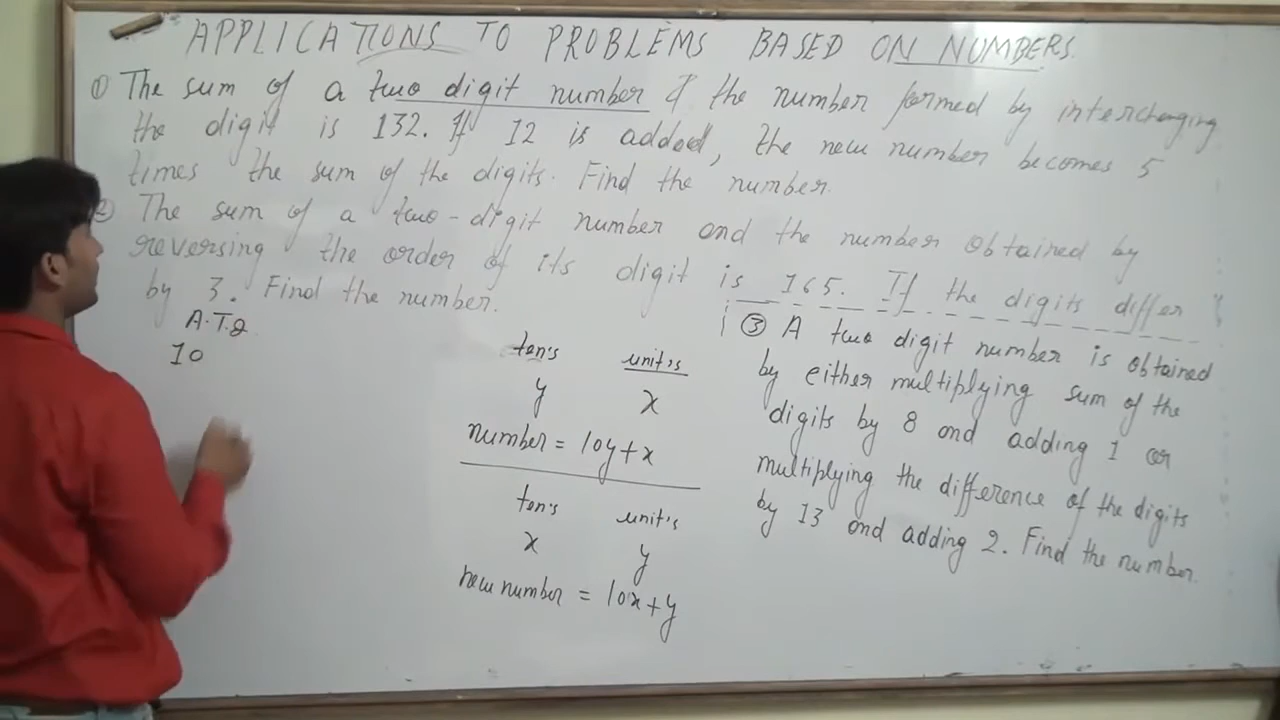 APPLICATIONS TO PROBLEMS BASED ON NUMBERS.
① The sum of a two digit number & the number formed by interchanging
the digit is 132. If 12 is added, the new number becomes 5
times the sum of the digits. Find the number.
② The sum of a two-digit number and the number obtained by
reversing the order of its digit is 165. If the digits differ
by 3. Find the number.
A.T.Q
10
ten's unit's
y x
number = 10y+x
ten's unit's
x y
new number = 10x+y
③ A two digit number is obtained
by either multiplying sum of the
digits by 8 and adding 1 or
multiplying the difference of the digits
by 13 and adding 2. Find the number.